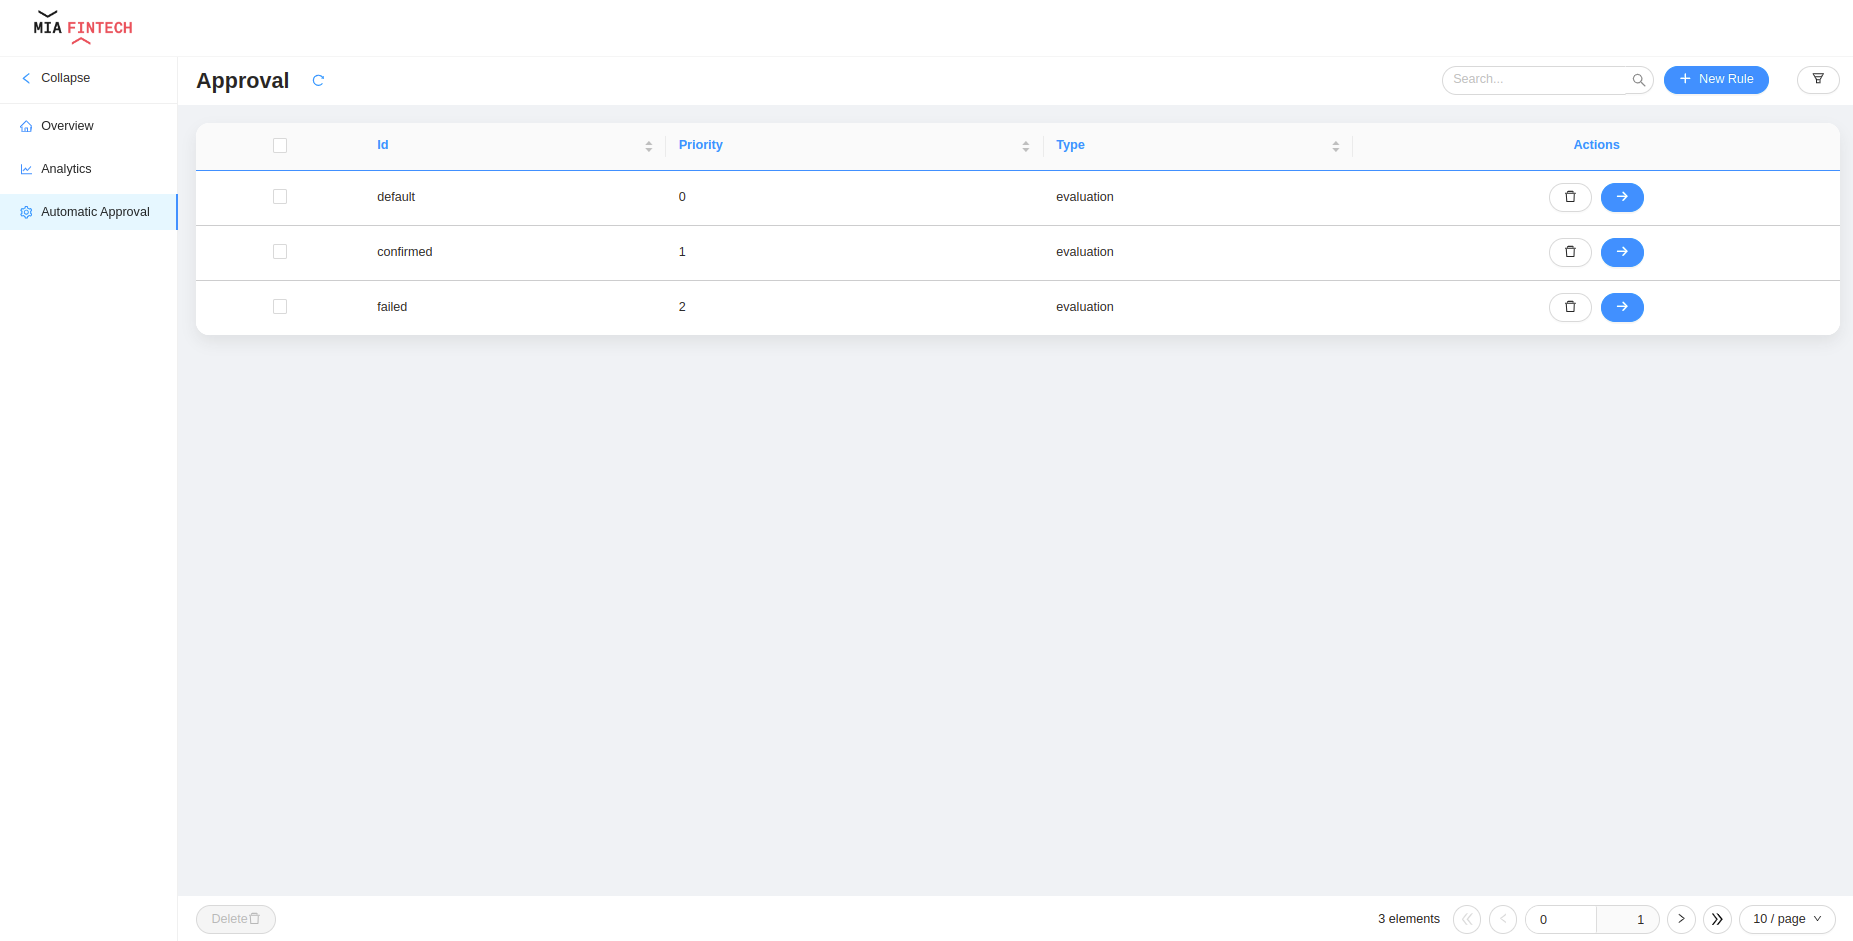 MIA FINTECH
Collapse
Overview
Analytics
Automatic Approval
Approval
Search...
New Rule
Id Priority Type Actions
default 0 evaluation
confirmed 1 evaluation
failed 2 evaluation
Delete
3 elements 0 1 10 / page